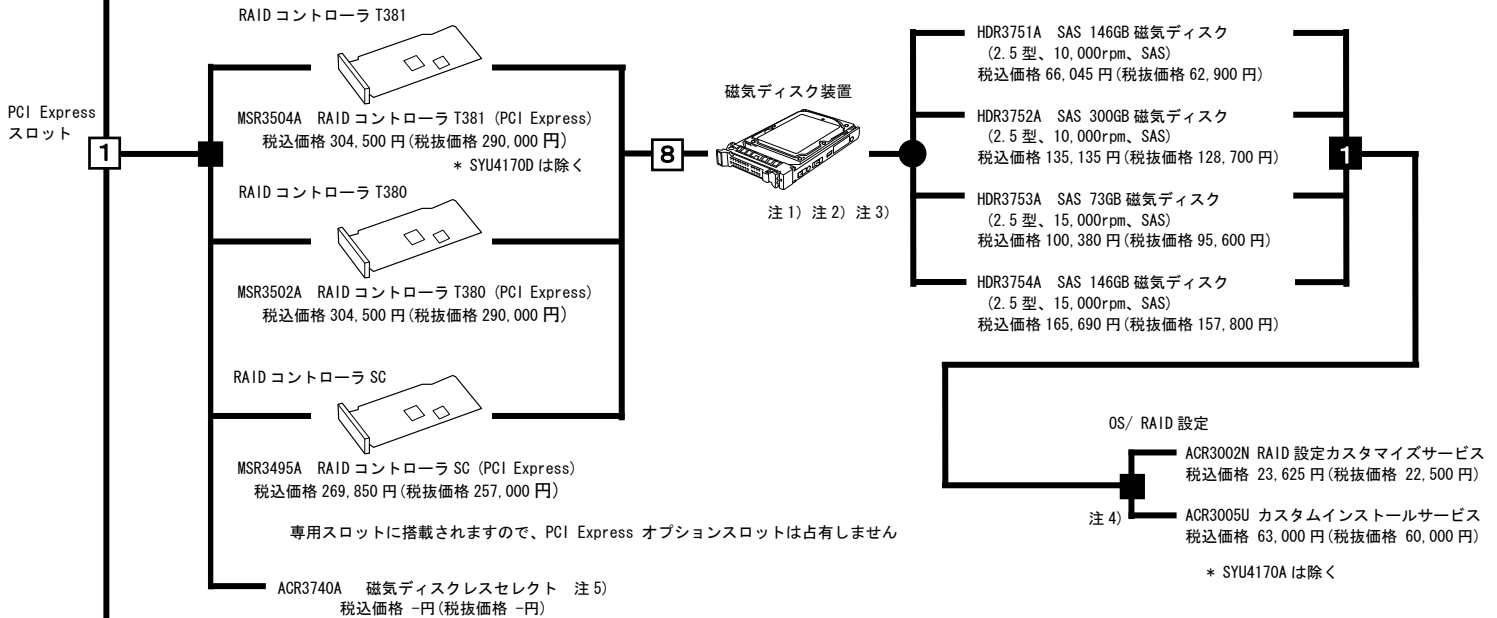 PCI Express
スロット
1
RAID コントローラ T381
MSR3504A RAID コントローラ T381 (PCI Express)
税込価格 304,500 円(税抜価格 290,000 円)
* SYU4170D は除く
RAID コントローラ T380
MSR3502A RAID コントローラ T380 (PCI Express)
税込価格 304,500 円(税抜価格 290,000 円)
RAID コントローラ SC
MSR3495A RAID コントローラ SC (PCI Express)
税込価格 269,850 円(税抜価格 257,000 円)
専用スロットに搭載されますので、PCI Express オプションスロットは占有しません
ACR3740A 磁気ディスクレスセレクト 注 5)
税込価格 -円(税抜価格 -円)
8
磁気ディスク装置
注 1) 注 2) 注 3)
HDR3751A SAS 146GB 磁気ディスク
(2.5 型、10,000rpm、SAS)
税込価格 66,045 円(税抜価格 62,900 円)
HDR3752A SAS 300GB 磁気ディスク
(2.5 型、10,000rpm、SAS)
税込価格 135,135 円(税抜価格 128,700 円)
HDR3753A SAS 73GB 磁気ディスク
(2.5 型、15,000rpm、SAS)
税込価格 100,380 円(税抜価格 95,600 円)
HDR3754A SAS 146GB 磁気ディスク
(2.5 型、15,000rpm、SAS)
税込価格 165,690 円(税抜価格 157,800 円)
1
OS/ RAID 設定
ACR3002N RAID 設定カスタマイズサービス
税込価格 23,625 円(税抜価格 22,500 円)
注 4)
ACR3005U カスタムインストールサービス
税込価格 63,000 円(税抜価格 60,000 円)
* SYU4170A は除く